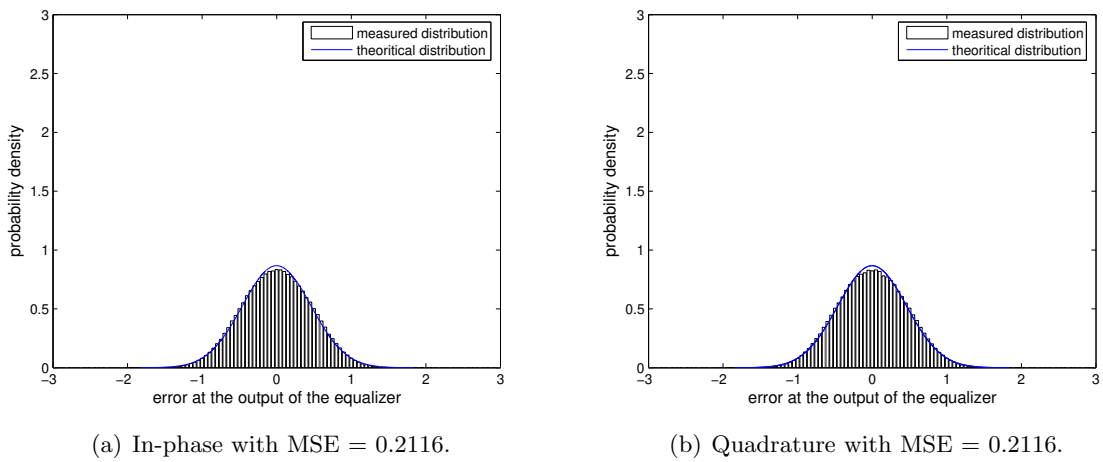 3
2.5
2
1.5
1
0.5
0
probability density
measured distribution
theoritical distribution
−3 −2 −1 0 1 2 3
error at the output of the equalizer
(a) In-phase with MSE = 0.2116.
3
2.5
2
1.5
1
0.5
0
probability density
measured distribution
theoritical distribution
−3 −2 −1 0 1 2 3
error at the output of the equalizer
(b) Quadrature with MSE = 0.2116.